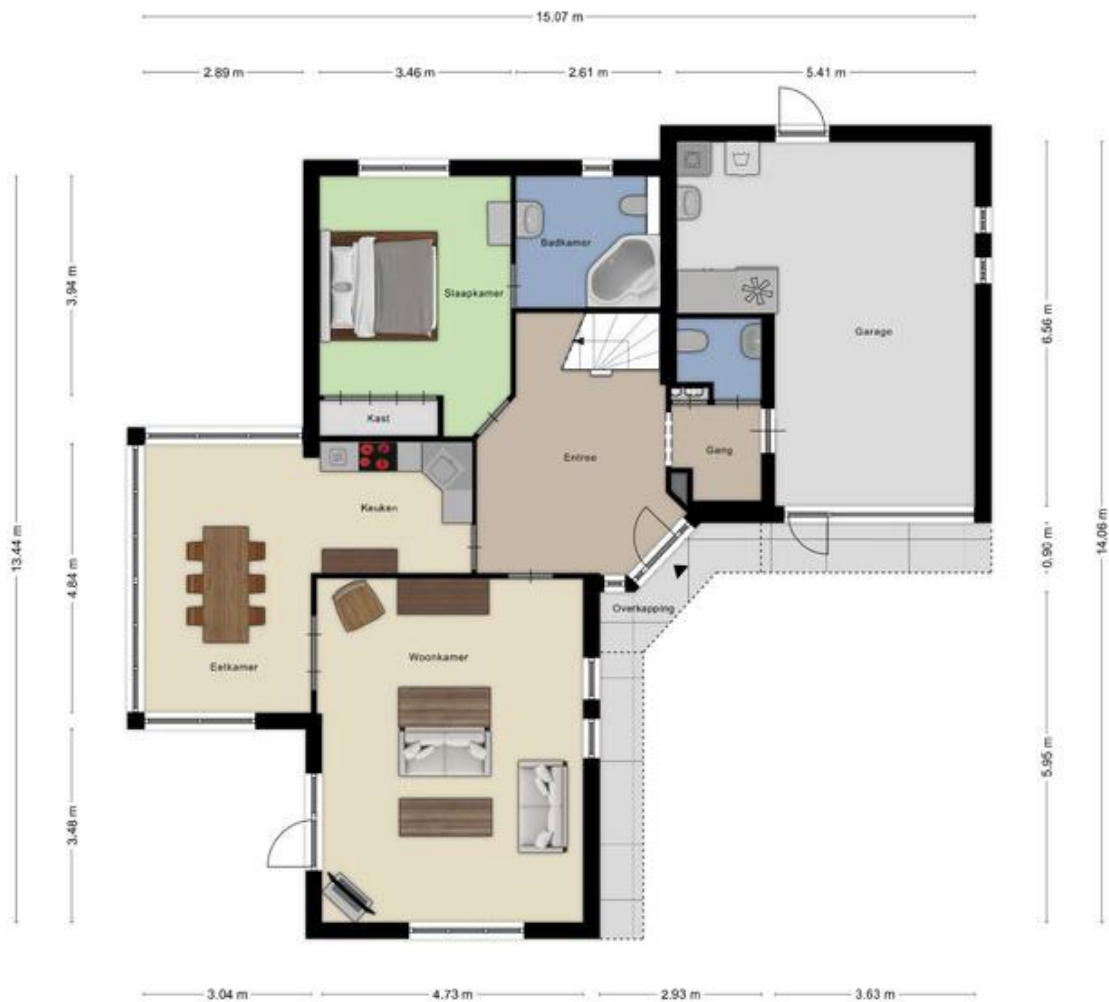 15.07 m
2.89 m
3.46 m
2.61 m
5.41 m
Badkamer
Slaapkamer
3.94 m
Garage
6.56 m
Kast
Gang
Entree
Keuken
13.44 m
4.84 m
0.90 m
14.06 m
Overkapping
Woonkamer
Eetkamer
5.95 m
3.48 m
3.04 m
4.73 m
2.93 m
3.63 m